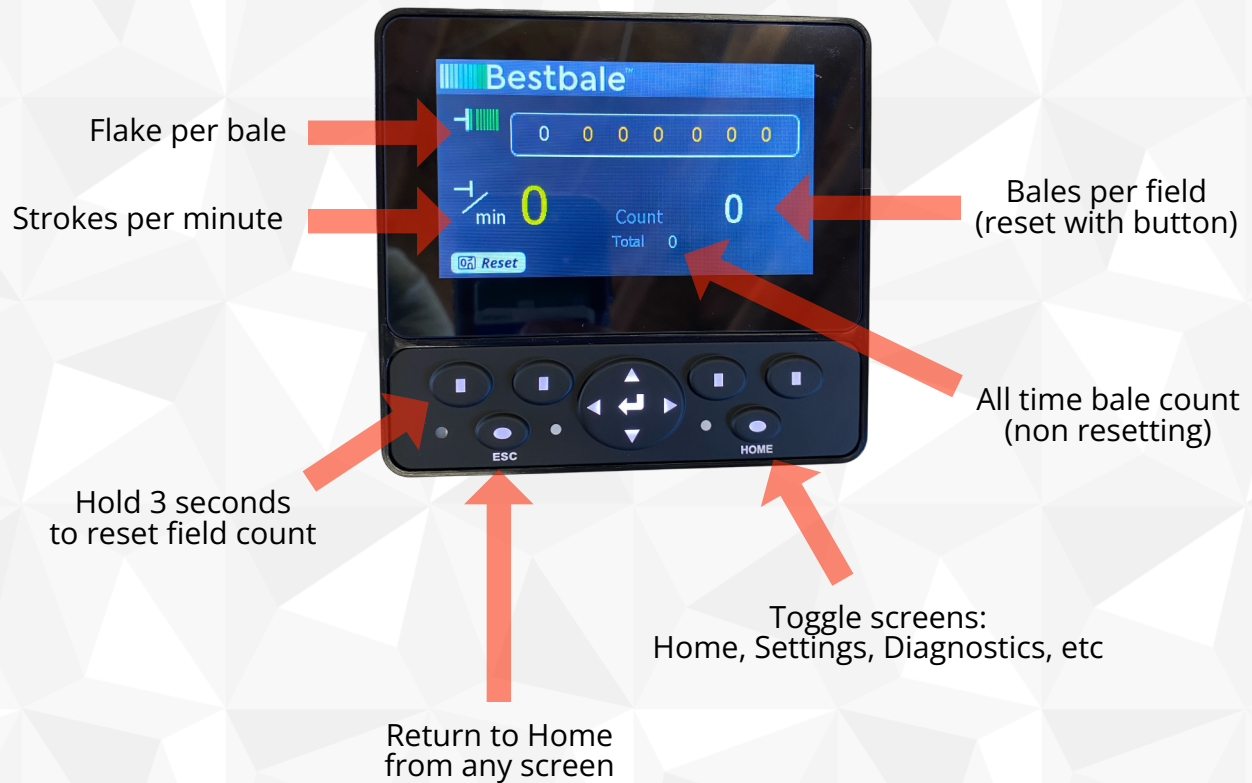 Bestbale™
Flake per bale
0 0 0 0 0 0 0
Strokes per minute
min 0
Count 0
Total 0
Reset
Bales per field
(reset with button)
All time bale count
(non resetting)
ESC
HOME
Hold 3 seconds
to reset field count
Toggle screens:
Home, Settings, Diagnostics, etc
Return to Home
from any screen